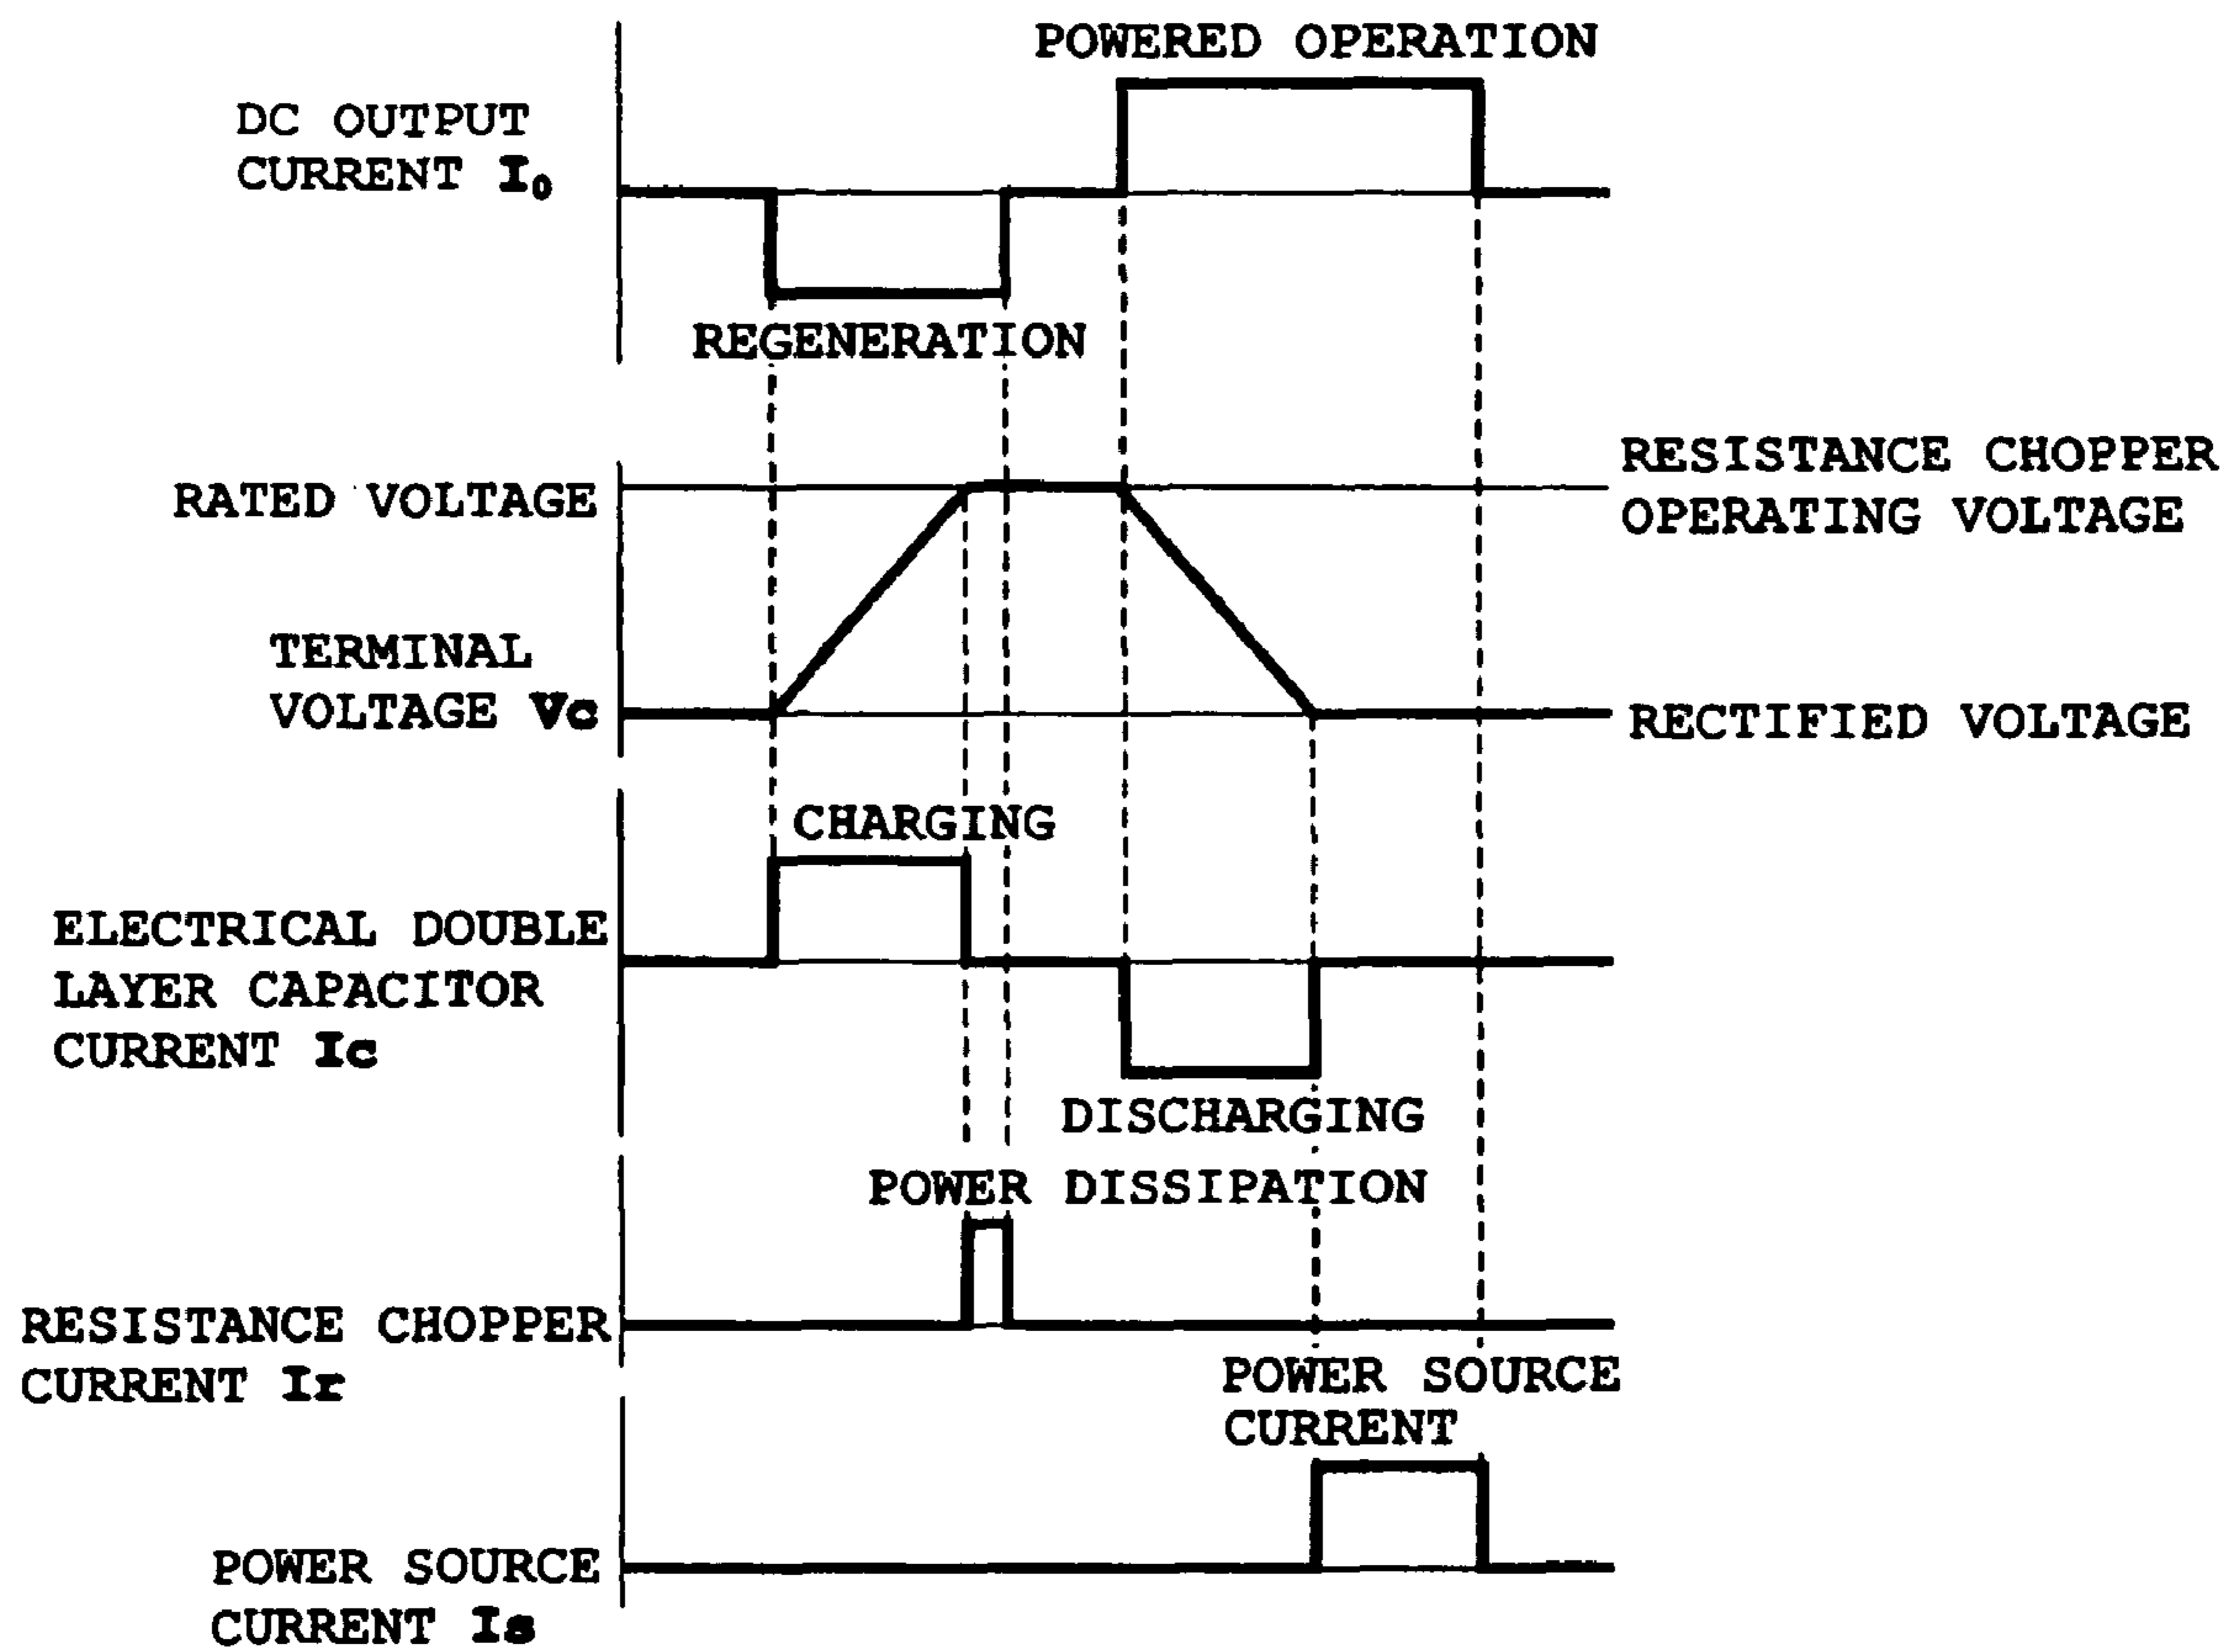 POWERED OPERATION
DC OUTPUT
CURRENT I0
REGENERATION
RATED VOLTAGE
RESISTANCE CHOPPER
OPERATING VOLTAGE
TERMINAL
VOLTAGE Vc
RECTIFIED VOLTAGE
CHARGING
ELECTRICAL DOUBLE
LAYER CAPACITOR
CURRENT Ic
DISCHARGING
POWER DISSIPATION
RESISTANCE CHOPPER
CURRENT Ir
POWER SOURCE
CURRENT
POWER SOURCE
CURRENT Is